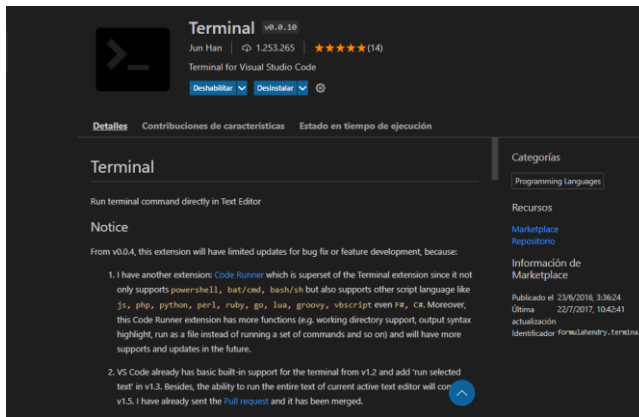 Terminal v0.0.10
Jun Han 1.253.265 ★★★★★(14)
Terminal for Visual Studio Code
Deshabilitar Desinstalar
Detalles Contribuciones de características Estado en tiempo de ejecución
Terminal
Run terminal command directly in Text Editor
Notice
From v0.0.4, this extension will have limited updates for bug fix or feature development, because:
1. I have another extension: Code Runner which is superset of the Terminal extension since it not
only supports powershell, bat/cmd, bash/sh but also supports other script language like
js, php, python, perl, ruby, go, lua, groovy, vbscript even F#, C#. Moreover,
this Code Runner extension has more functions (e.g. working directory support, output syntax
highlight, run as a file instead of running a set of commands and so on) and will have more
supports and updates in the future.
2. VS Code already has basic built-in support for the terminal from v1.2 and add 'run selected
text' in v1.3. Besides, the ability to run the entire text of current active text editor will
v1.5. I have already sent the Pull request and it has been merged.
Categorías
Programming Languages
Recursos
Marketplace
Repositorio
Información de
Marketplace
Publicado el 23/6/2016, 3:36:24
Última 22/7/2017, 10:42:41
actualización
Identificador formulahendry.termina